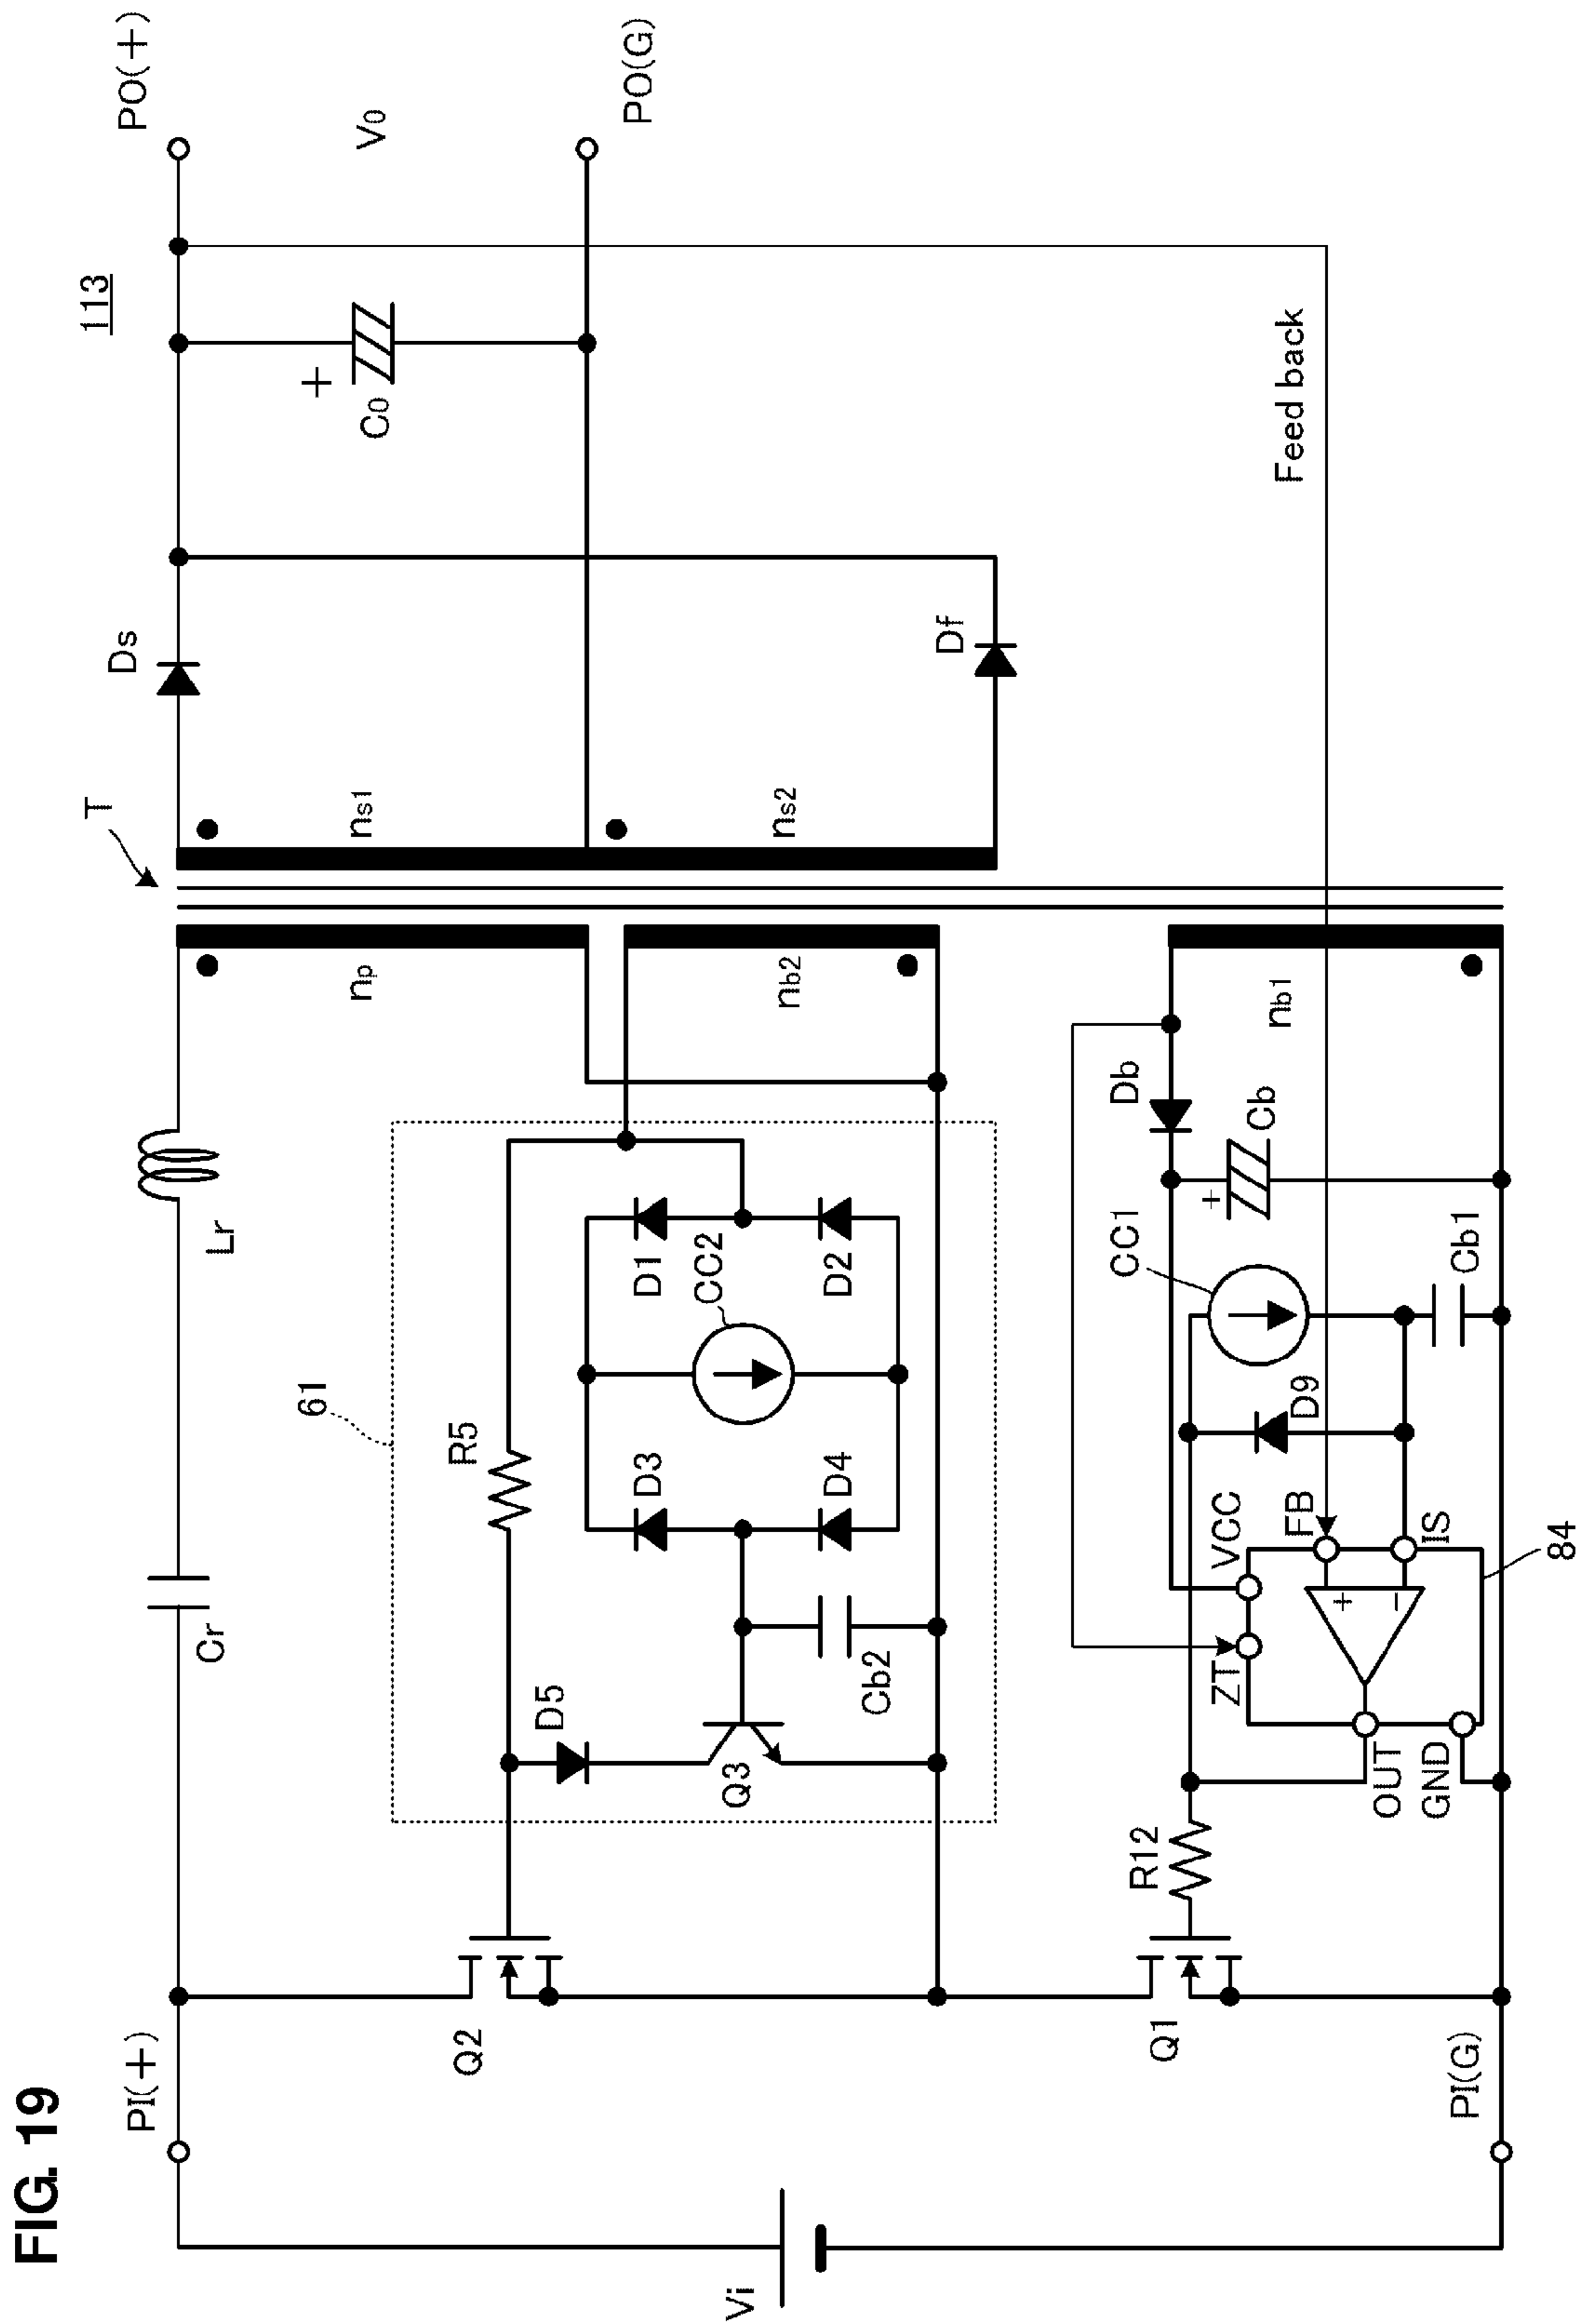 FIG. 19
113
PI(+)
Cr
Lr
T
Ds
PO(+)
61
R5
np
ns1
+
C0
V0
Q2
D5
D3
D1
CC2
PO(G)
Q3
Cb2
D4
D2
nb2
ns2
Df
Vi
Q1
R12
ZT
VCC
CC1
Db
Cb
+
D9
nb1
Feed back
OUT
FB
+
−
GND
IS
Cb1
84
PI(G)